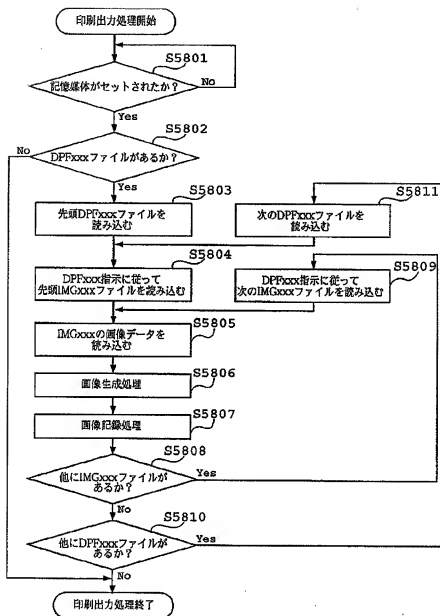 印刷出力処理開始
S5801
記憶媒体がセットされたか？
No
Yes
S5802
No
DPFxxxファイルがあるか？
Yes
S5803
先頭DPFxxxファイルを
読み込む
S5811
次のDPFxxxファイルを
読み込む
S5804
DPFxxx指示に従って
先頭IMGxxxファイルを読み込む
S5809
DPFxxx指示に従って
次のIMGxxxファイルを読み込む
S5805
IMGxxxの画像データを
読み込む
S5806
画像生成処理
S5807
画像記録処理
S5808
他にIMGxxxファイルが
あるか？
Yes
No
S5810
他にDPFxxxファイルが
あるか？
Yes
No
印刷出力処理終了